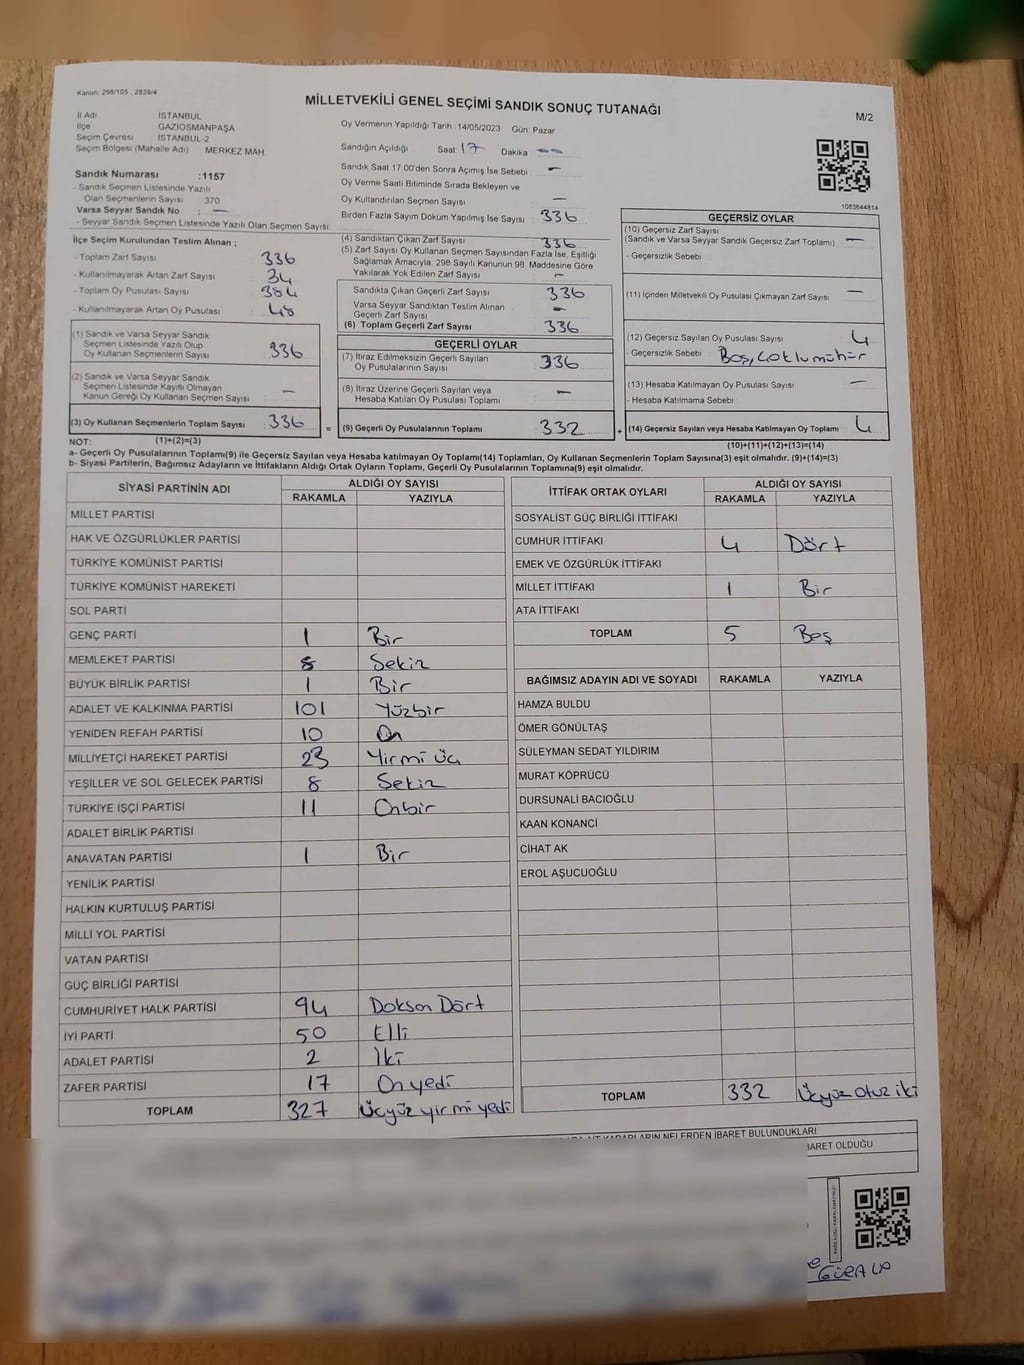 Kanun: 298/105 , 2839/4
MİLLETVEKİLİ GENEL SEÇİMİ SANDIK SONUÇ TUTANAĞI
M/2
İl Adı İSTANBUL
İlçe GAZİOSMANPAŞA
Seçim Çevresi İSTANBUL-2
Seçim Bölgesi (Mahalle Adı) MERKEZ MAH.
Sandık Numarası :1157
- Sandık Seçmen Listesinde Yazılı
Olan Seçmenlerin Sayısı 370
Varsa Seyyar Sandık No : —
- Seyyar Sandık Seçmen Listesinde Yazılı Olan Seçmen Sayısı
Oy Vermenin Yapıldığı Tarih :14/05/2023 Gün: Pazar
Sandığın Açıldığı Saat: 17 Dakika
Sandık Saat 17:00'den Sonra Açımış İse Sebebi : —
Oy Verme Saati Bitiminde Sırada Bekleyen ve
Oy Kullandırılan Seçmen Sayısı —
Birden Fazla Sayım Döküm Yapılmış İse Sayısı 336
1083644814
İlçe Seçim Kurulundan Teslim Alınan ;
- Toplam Zarf Sayısı 336
- Kullanılmayarak Artan Zarf Sayısı 34
- Toplam Oy Pusulası Sayısı 384
- Kullanılmayarak Artan Oy Pusulası 48
(1) Sandık ve Varsa Seyyar Sandık
Seçmen Listesinde Yazılı Olup
Oy Kullanan Seçmenlerin Sayısı 336
(2) Sandık ve Varsa Seyyar Sandık
Seçmen Listesinde Kayıtlı Olmayan
Kanun Gereği Oy Kullanan Seçmen Sayısı —
(3) Oy Kullanan Seçmenlerin Toplam Sayısı 336
(4) Sandıktan Çıkan Zarf Sayısı 336
(5) Zarf Sayısı Oy Kullanan Seçmen Sayısından Fazla İse, Eşitliği
Sağlamak Amacıyla; 298 Sayılı Kanunun 98. Maddesine Göre
Yakılarak Yok Edilen Zarf Sayısı —
Sandıkta Çıkan Geçerli Zarf Sayısı 336
Varsa Seyyar Sandıktan Teslim Alınan
Geçerli Zarf Sayısı —
(6) Toplam Geçerli Zarf Sayısı 336
GEÇERLİ OYLAR
(7) İtiraz Edilmeksizin Geçerli Sayılan
Oy Pusulalarının Sayısı 336
(8) İtiraz Üzerine Geçerli Sayılan veya
Hesaba Katılan Oy Pusulası Toplamı —
= (9) Geçerli Oy Pusulalarının Toplamı 332
GEÇERSİZ OYLAR
(10) Geçersiz Zarf Sayısı
(Sandık ve Varsa Seyyar Sandık Geçersiz Zarf Toplamı) —
- Geçersizlik Sebebi
(11) İçinden Milletvekili Oy Pusulası Çıkmayan Zarf Sayısı —
(12) Geçersiz Sayılan Oy Pusulası Sayısı 4
- Geçersizlik Sebebi Boş, çoklu mühür
(13) Hesaba Katılmayan Oy Pusulası Sayısı —
- Hesaba Katılmama Sebebi
+ (14) Geçersiz Sayılan veya Hesaba Katılmayan Oy Toplamı 4
NOT: (1)+(2)=(3) (10)+(11)+(12)+(13)=(14)
a- Geçerli Oy Pusulalarının Toplamı(9) ile Geçersiz Sayılan veya Hesaba katılmayan Oy Toplamı(14) Toplamları, Oy Kullanan Seçmenlerin Toplam Sayısına(3) eşit olmalıdır. (9)+(14)=(3)
b- Siyasi Partilerin, Bağımsız Adayların ve İttifakların Aldığı Ortak Oyların Toplamı, Geçerli Oy Pusulalarının Toplamına(9) eşit olmalıdır.
SİYASİ PARTİNİN ADI ALDIĞI OY SAYISI
RAKAMLA YAZIYLA
MİLLET PARTİSİ
HAK VE ÖZGÜRLÜKLER PARTİSİ
TÜRKİYE KOMÜNİST PARTİSİ
TÜRKİYE KOMÜNİST HAREKETİ
SOL PARTİ
GENÇ PARTİ 1 Bir
MEMLEKET PARTİSİ 8 Sekiz
BÜYÜK BİRLİK PARTİSİ 1 Bir
ADALET VE KALKINMA PARTİSİ 101 Yüzbir
YENİDEN REFAH PARTİSİ 10 On
MİLLİYETÇİ HAREKET PARTİSİ 23 Yirmi üç
YEŞİLLER VE SOL GELECEK PARTİSİ 8 Sekiz
TÜRKİYE İŞÇİ PARTİSİ 11 Onbir
ADALET BİRLİK PARTİSİ
ANAVATAN PARTİSİ 1 Bir
YENİLİK PARTİSİ
HALKIN KURTULUŞ PARTİSİ
MİLLİ YOL PARTİSİ
VATAN PARTİSİ
GÜÇ BİRLİĞİ PARTİSİ
CUMHURİYET HALK PARTİSİ 94 Doksan Dört
İYİ PARTİ 50 Elli
ADALET PARTİSİ 2 İki
ZAFER PARTİSİ 17 Onyedi
TOPLAM 327 Üçyüz yirmi yedi
İTTİFAK ORTAK OYLARI ALDIĞI OY SAYISI
RAKAMLA YAZIYLA
SOSYALİST GÜÇ BİRLİĞİ İTTİFAKI
CUMHUR İTTİFAKI 4 Dört
EMEK VE ÖZGÜRLÜK İTTİFAKI
MİLLET İTTİFAKI 1 Bir
ATA İTTİFAKI
TOPLAM 5 Beş
BAĞIMSIZ ADAYIN ADI VE SOYADI RAKAMLA YAZIYLA
HAMZA BULDU
ÖMER GÖNÜLTAŞ
SÜLEYMAN SEDAT YILDIRIM
MURAT KÖPRÜCÜ
DURSUNALİ BACIOĞLU
KAAN KONANCİ
CİHAT AK
EROL AŞUCUOĞLU
TOPLAM 332 Üçyüz otuz iki
KARARLARIN NELERDEN İBARET BULUNDUKLARI
İBARET OLDUĞU
GÜRALP